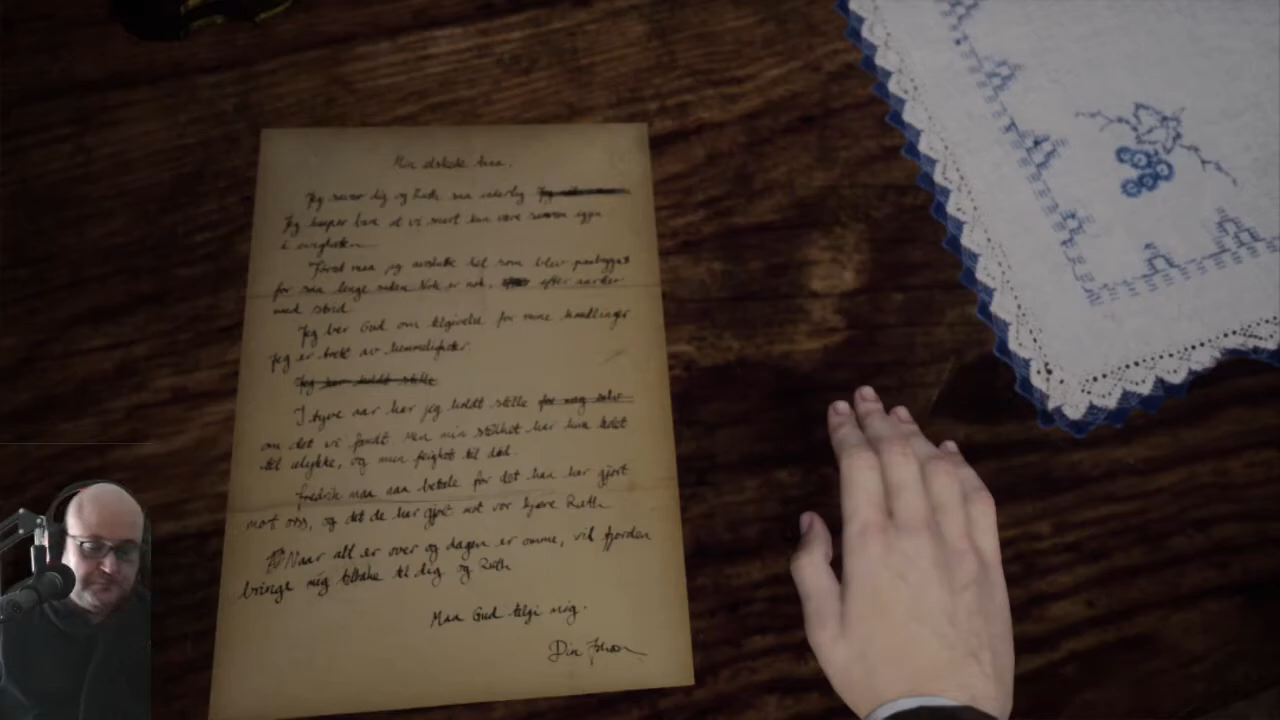 Min elskede
Jeg savner dig og Ruth saa inderlig
Jeg haaper bare at vi snart kan være sammen igjen
i evigheten
Først maa jeg avslutte det som blev paabegynt
for saa lenge siden Nok er nok, efter
med strid.
Jeg ber Gud om tilgivelse for mine handlinger
Jeg er trett av hemmeligheter
Jeg har holdt stille
I tyve aar har jeg holdt stille
om det vi fandt. Men min stilhet har kun ledet
til ulykke, og min feighet til død.
Fredrik maa nu betale for det han har gjort
mot oss, og det de har gjort mot vor kjære Ruth
Naar alt er over og dagen er omme, vil fjorden
bringe mig tilbake til dig og Ruth
Maa Gud tilgi mig.
Din Johan